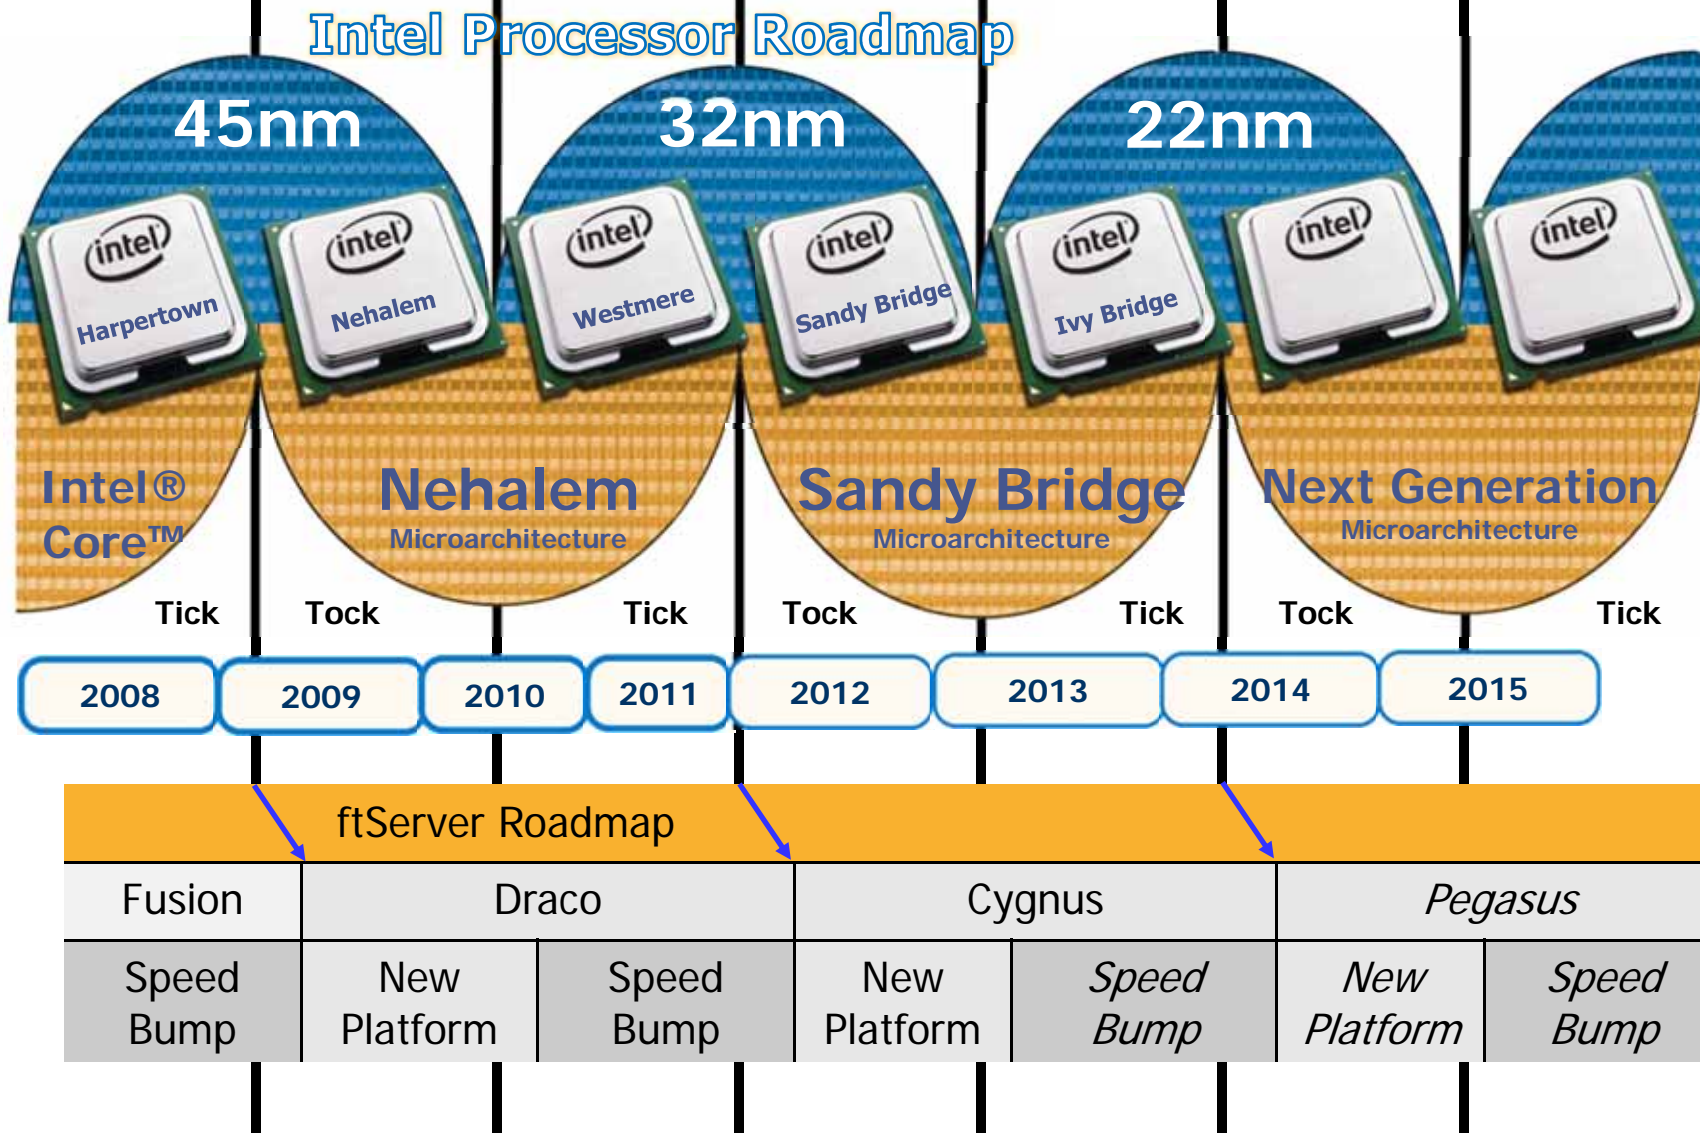 Intel Processor Roadmap
45nm
32nm
22nm
intel
intel
intel
intel
intel
intel
intel
Harpertown
Nehalem
Westmere
Sandy Bridge
Ivy Bridge
Intel®
Core™
Nehalem
Microarchitecture
Sandy Bridge
Microarchitecture
Next Generation
Microarchitecture
Tick
Tock
Tick
Tock
Tick
Tock
Tick
2008
2009
2010
2011
2012
2013
2014
2015
ftServer Roadmap
Fusion
Draco
Cygnus
Pegasus
Speed
Bump
New
Platform
Speed
Bump
New
Platform
Speed
Bump
New
Platform
Speed
Bump